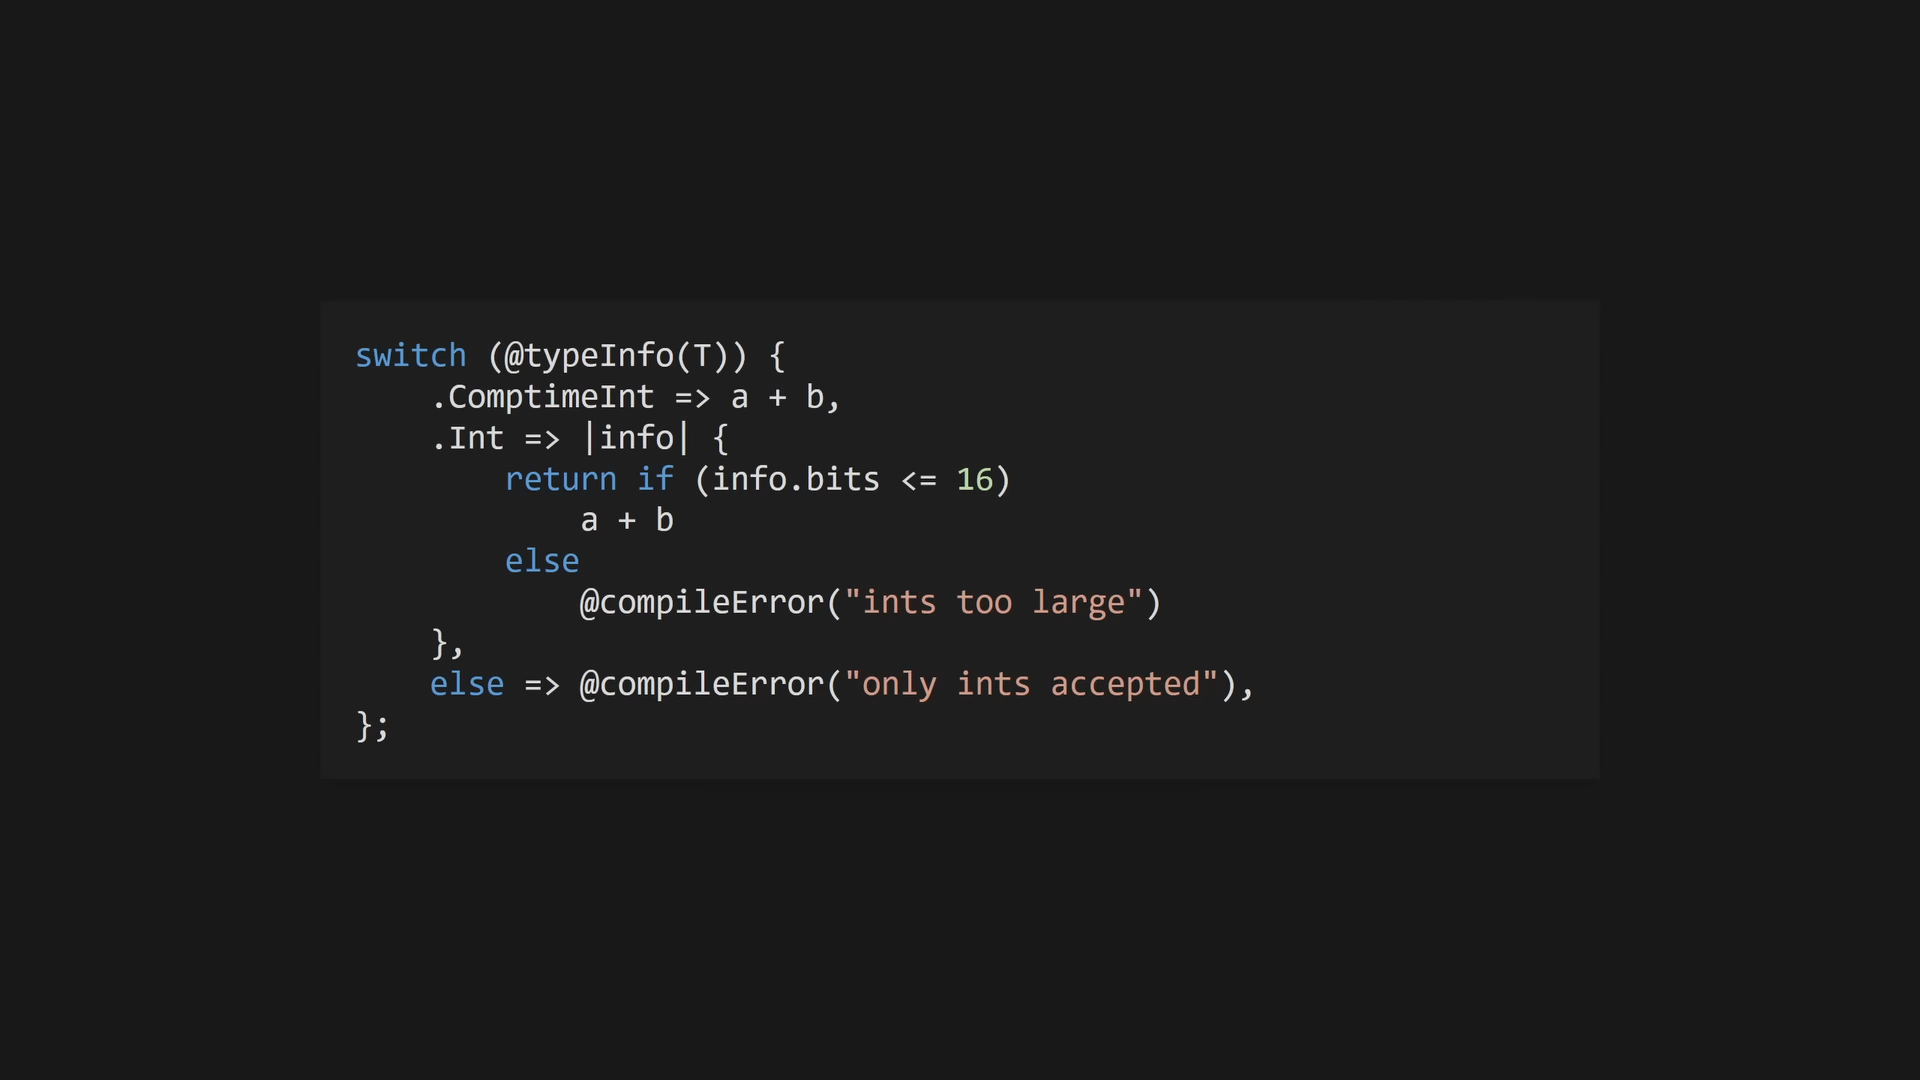 switch (@typeInfo(T)) {
    .ComptimeInt => a + b,
    .Int => |info| {
        return if (info.bits <= 16)
            a + b
        else
            @compileError("ints too large")
    },
    else => @compileError("only ints accepted"),
};